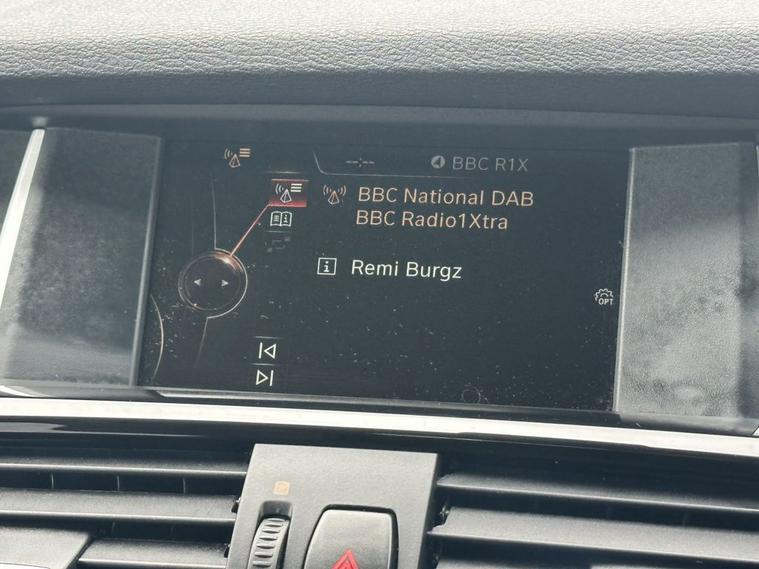 BBC R1X
BBC National DAB
BBC Radio1Xtra
i Remi Burgz
OPT